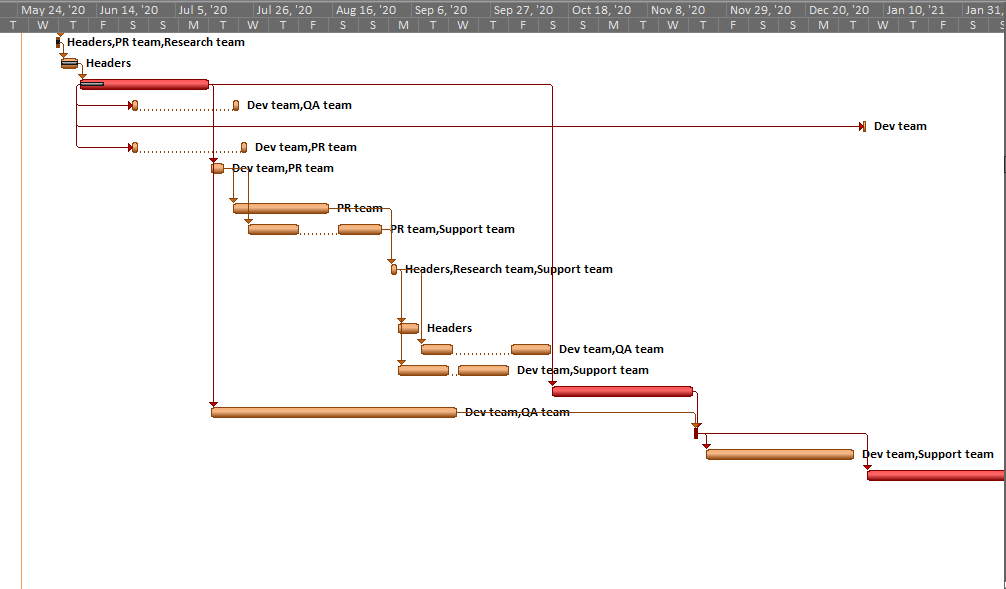 May 24, '20 Jun 14, '20 Jul 5, '20 Jul 26, '20 Aug 16, '20 Sep 6, '20 Sep 27, '20 Oct 18, '20 Nov 8, '20 Nov 29, '20 Dec 20, '20 Jan 10, '21 Jan 31,
T W T F S S M T W T F S S M T W T F S S M T W T F S S M T W T F S S
Headers,PR team,Research team
Headers
Dev team,QA team
Dev team
Dev team,PR team
Dev team,PR team
PR team
PR team,Support team
Headers,Research team,Support team
Headers
Dev team,QA team
Dev team,Support team
Dev team,QA team
Dev team,Support team